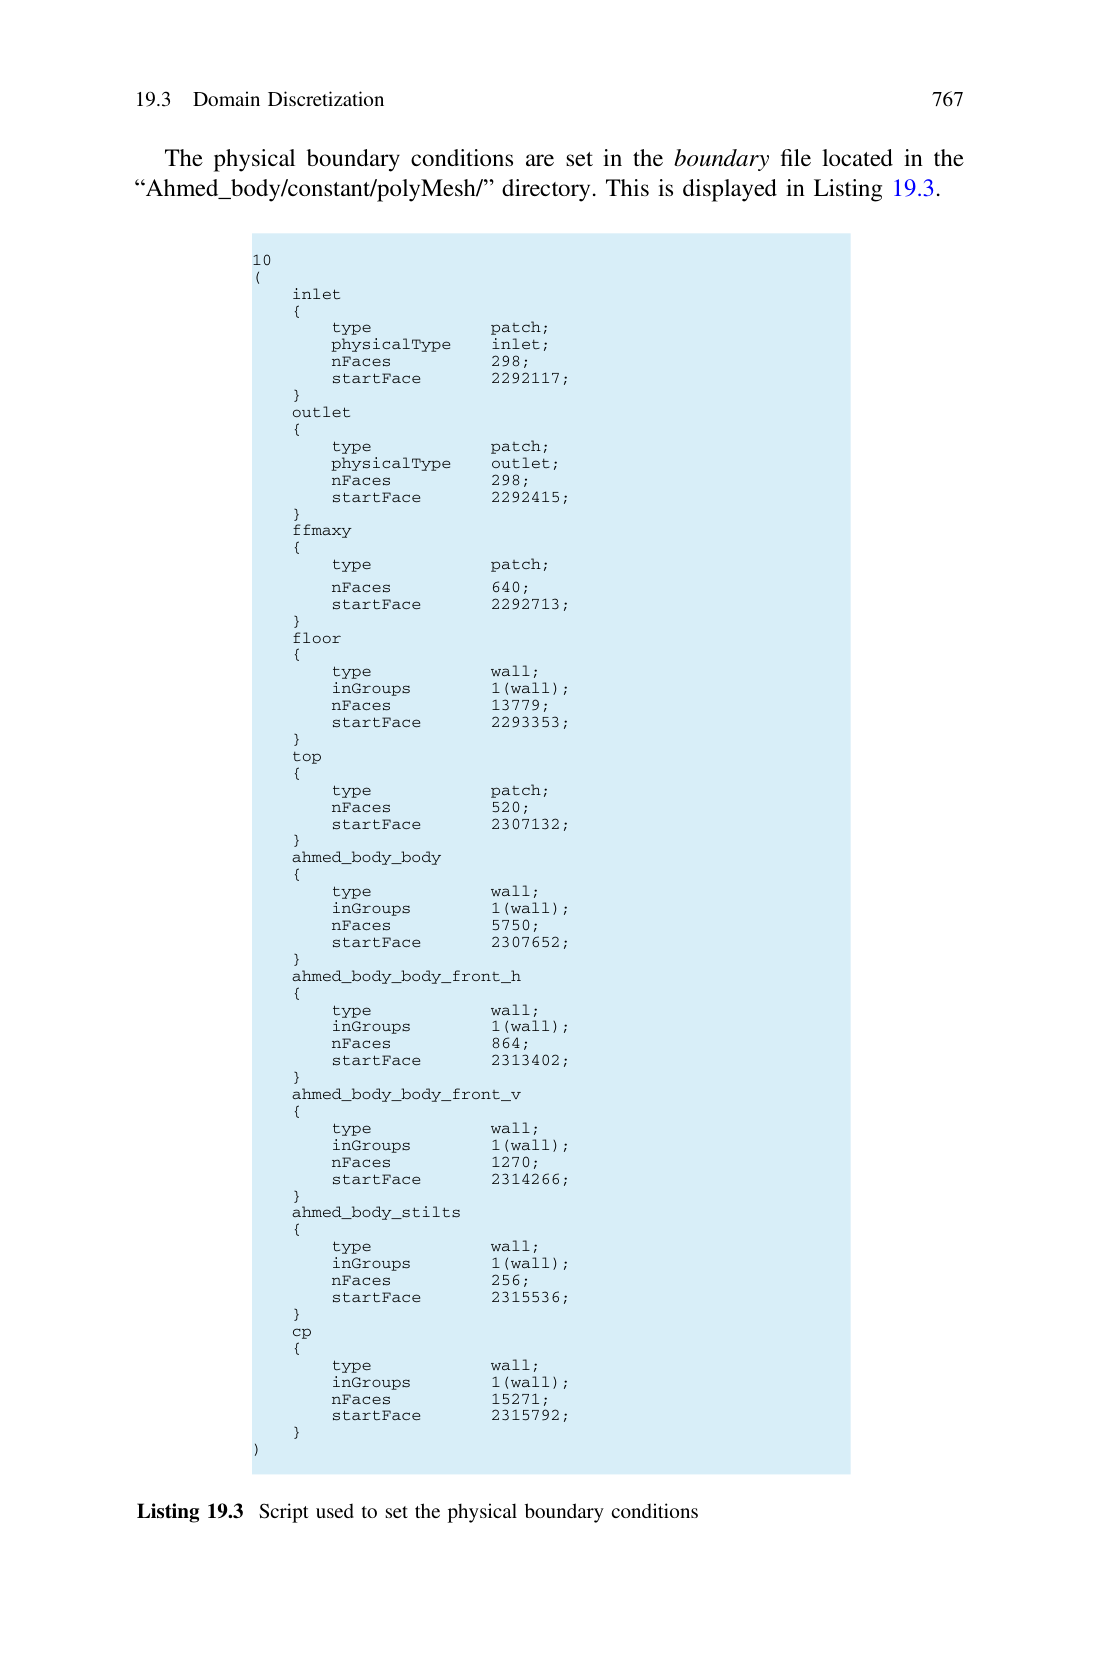 19.3 Domain Discretization 767
The physical boundary conditions are set in the boundary file located in the
“Ahmed_body/constant/polyMesh/” directory. This is displayed in Listing 19.3.
10
(
    inlet
    {
        type            patch;
        physicalType    inlet;
        nFaces          298;
        startFace       2292117;
    }
    outlet
    {
        type            patch;
        physicalType    outlet;
        nFaces          298;
        startFace       2292415;
    }
    ffmaxy
    {
        type            patch;
        nFaces          640;
        startFace       2292713;
    }
    floor
    {
        type            wall;
        inGroups        1(wall);
        nFaces          13779;
        startFace       2293353;
    }
    top
    {
        type            patch;
        nFaces          520;
        startFace       2307132;
    }
    ahmed_body_body
    {
        type            wall;
        inGroups        1(wall);
        nFaces          5750;
        startFace       2307652;
    }
    ahmed_body_body_front_h
    {
        type            wall;
        inGroups        1(wall);
        nFaces          864;
        startFace       2313402;
    }
    ahmed_body_body_front_v
    {
        type            wall;
        inGroups        1(wall);
        nFaces          1270;
        startFace       2314266;
    }
    ahmed_body_stilts
    {
        type            wall;
        inGroups        1(wall);
        nFaces          256;
        startFace       2315536;
    }
    cp
    {
        type            wall;
        inGroups        1(wall);
        nFaces          15271;
        startFace       2315792;
    }
)
Listing 19.3 Script used to set the physical boundary conditions